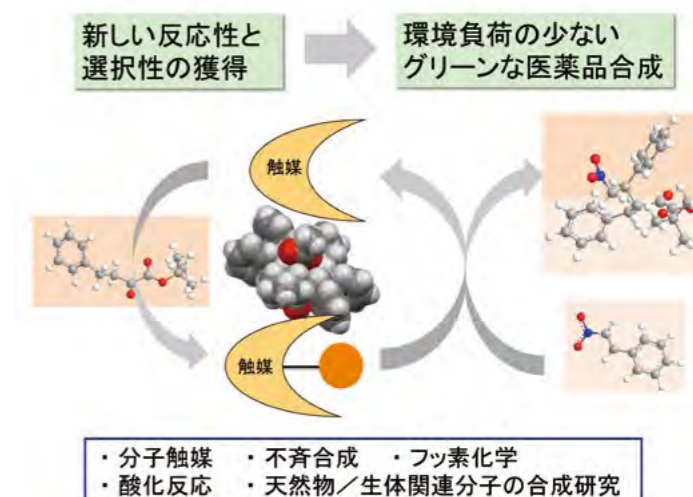 新しい反応性と
選択性の獲得
環境負荷の少ない
グリーンな医薬品合成
触媒
触媒
・分子触媒　・不斉合成　・フッ素化学
・酸化反応　・天然物／生体関連分子の合成研究